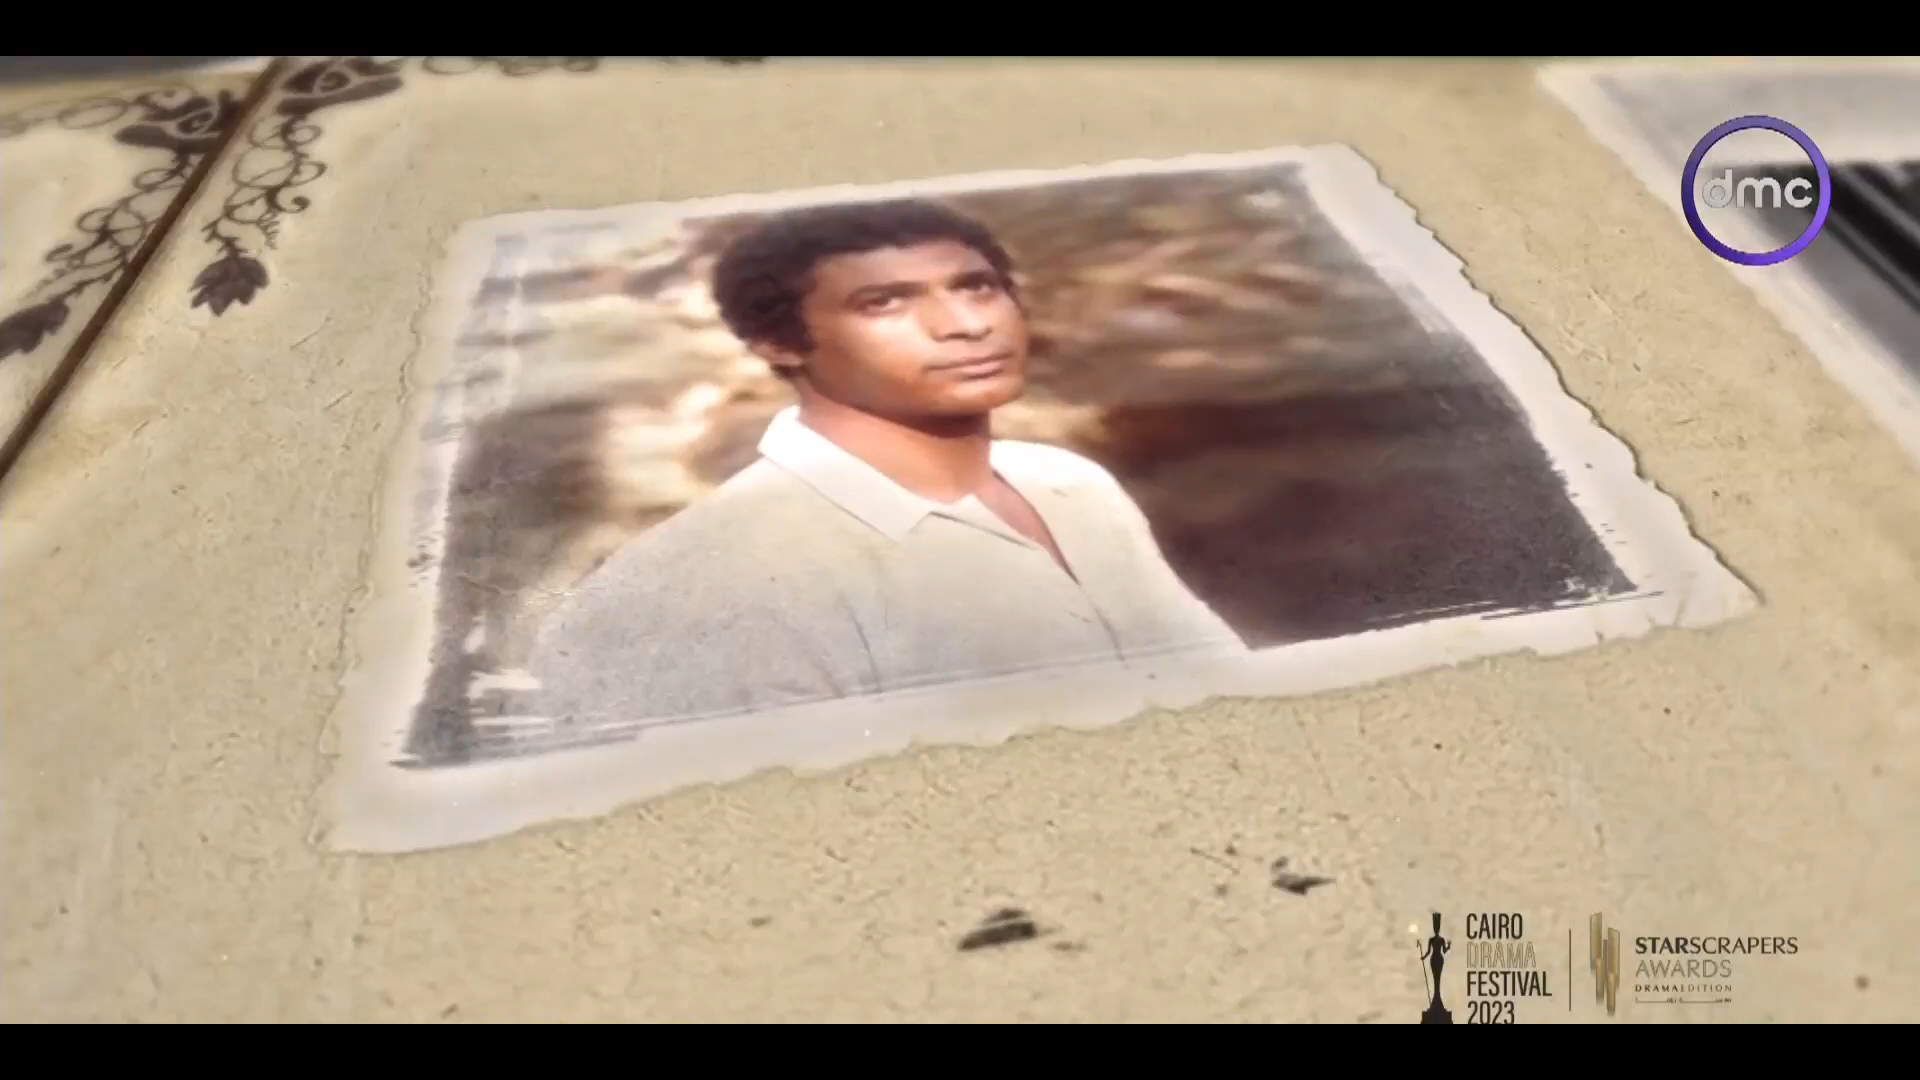 dmc
CAIRO
DRAMA
FESTIVAL
2023
STARSCRAPERS
AWARDS
DRAMA EDITION